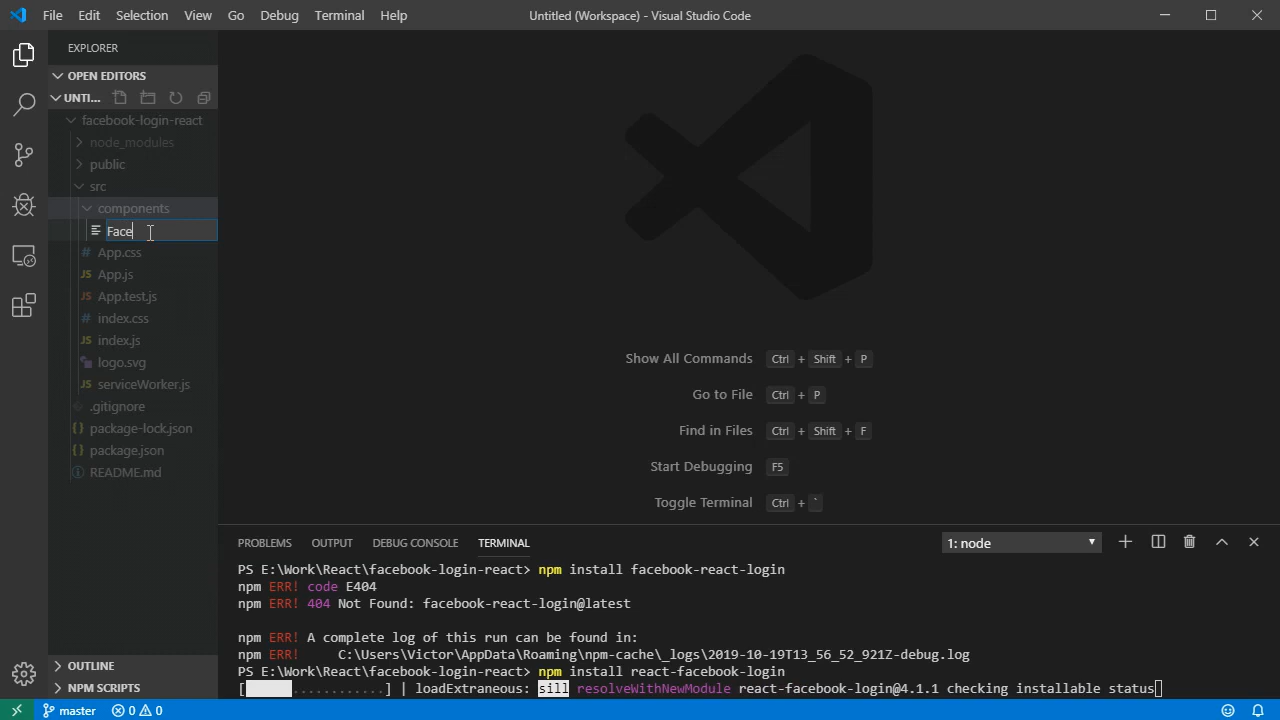 File Edit Selection View Go Debug Terminal Help Untitled (Workspace) - Visual Studio Code
EXPLORER
OPEN EDITORS
UNTI...
facebook-login-react
node_modules
public
src
components
Face
# App.css
JS App.js
JS App.test.js
# index.css
JS index.js
logo.svg
JS serviceWorker.js
.gitignore
{} package-lock.json
{} package.json
README.md
OUTLINE
NPM SCRIPTS
Show All Commands Ctrl + Shift + P
Go to File Ctrl + P
Find in Files Ctrl + Shift + F
Start Debugging F5
Toggle Terminal Ctrl + `
PROBLEMS OUTPUT DEBUG CONSOLE TERMINAL 1: node
PS E:\Work\React\facebook-login-react> npm install facebook-react-login
npm ERR! code E404
npm ERR! 404 Not Found: facebook-react-login@latest
npm ERR! A complete log of this run can be found in:
npm ERR! C:\Users\Victor\AppData\Roaming\npm-cache\_logs\2019-10-19T13_56_52_921Z-debug.log
PS E:\Work\React\facebook-login-react> npm install react-facebook-login
[ ............] | loadExtraneous: sill resolveWithNewModule react-facebook-login@4.1.1 checking installable status
master 0 0